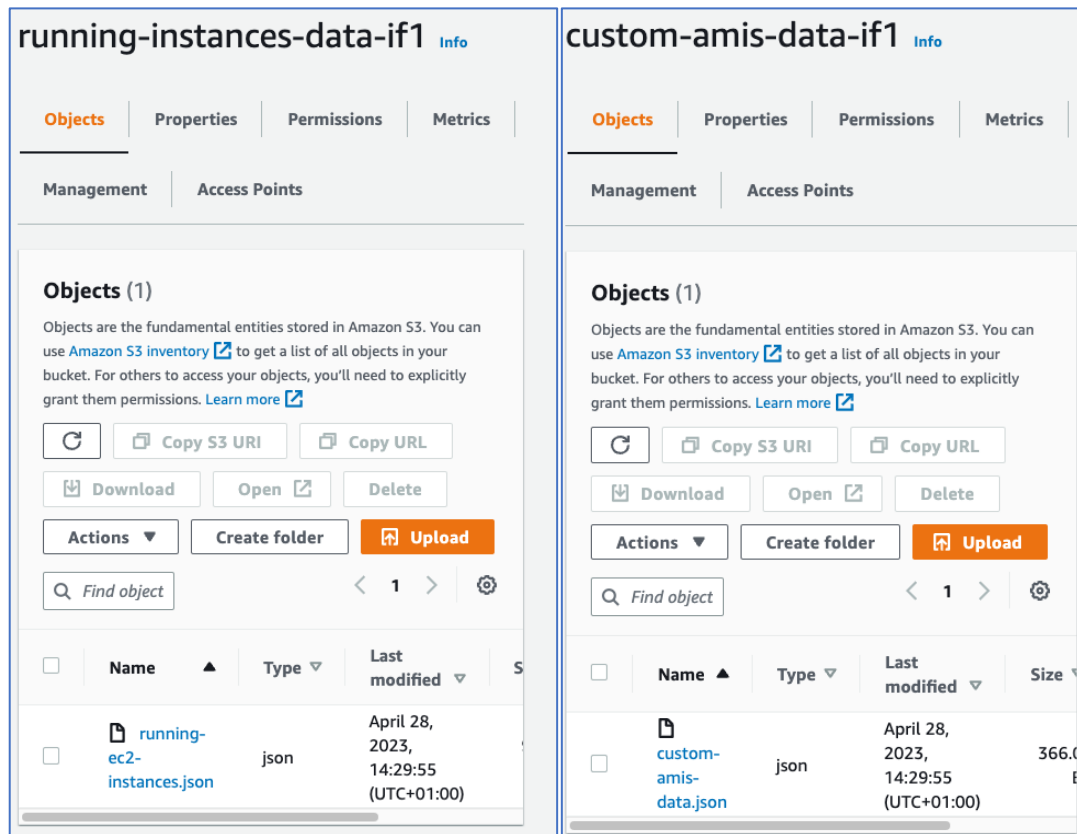 running-instances-data-if1 Info
Objects
Properties
Permissions
Metrics
Management
Access Points
Objects (1)
Objects are the fundamental entities stored in Amazon S3. You can
use Amazon S3 inventory to get a list of all objects in your
bucket. For others to access your objects, you'll need to explicitly
grant them permissions. Learn more
Copy S3 URI
Copy URL
Download
Open
Delete
Actions
Create folder
Upload
Find object
1
Name
Type
Last
modified
S
running-
ec2-
instances.json
json
April 28,
2023,
14:29:55
(UTC+01:00)
custom-amis-data-if1 Info
Objects
Properties
Permissions
Metrics
Management
Access Points
Objects (1)
Objects are the fundamental entities stored in Amazon S3. You can
use Amazon S3 inventory to get a list of all objects in your
bucket. For others to access your objects, you'll need to explicitly
grant them permissions. Learn more
Copy S3 URI
Copy URL
Download
Open
Delete
Actions
Create folder
Upload
Find object
1
Name
Type
Last
modified
Size
custom-
amis-
data.json
json
April 28,
2023,
14:29:55
(UTC+01:00)
366.0